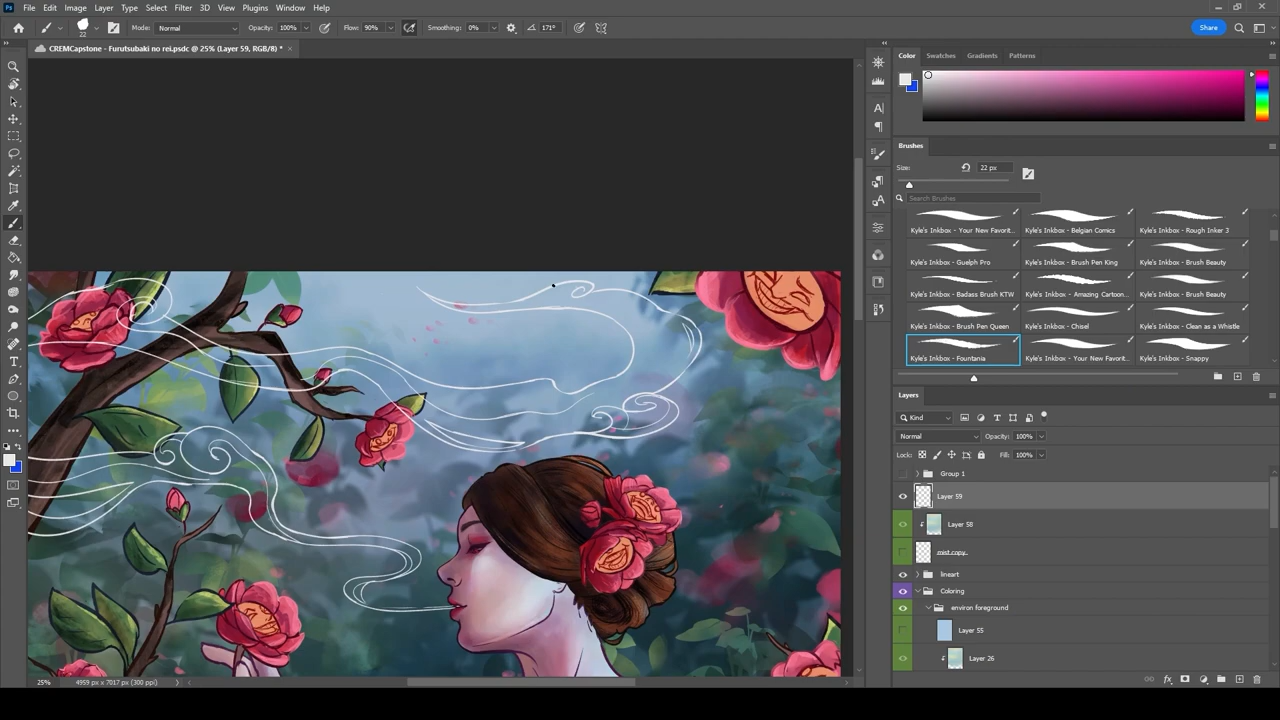 Ps File Edit Image Layer Type Select Filter 3D View Plugins Window Help
22 Mode: Normal Opacity: 100% Flow: 90% Smoothing: 0% 171° Share
CREMCapstone - Furutsubaki no rei.psdc @ 25% (Layer 59, RGB/8) * ×
Color Swatches Gradients Patterns
Brushes
Size: 22 px
Search Brushes
Kyle's Inkbox - Your New Favorit... Kyle's Inkbox - Belgian Comics Kyle's Inkbox - Rough Inker 3
Kyle's Inkbox - Guelph Pro Kyle's Inkbox - Brush Pen King Kyle's Inkbox - Brush Beauty
Kyle's Inkbox - Badass Brush KTW Kyle's Inkbox - Amazing Cartoon... Kyle's Inkbox - Brush Beauty
Kyle's Inkbox - Brush Pen Queen Kyle's Inkbox - Chisel Kyle's Inkbox - Clean as a Whistle
Kyle's Inkbox - Fountania Kyle's Inkbox - Your New Favorit... Kyle's Inkbox - Snappy
Layers
Kind
Normal Opacity: 100%
Lock: Fill: 100%
Group 1
Layer 59
Layer 58
mist copy
lineart
Coloring
environ foreground
Layer 55
Layer 26
25% 4959 px x 7017 px (300 ppi)
fx